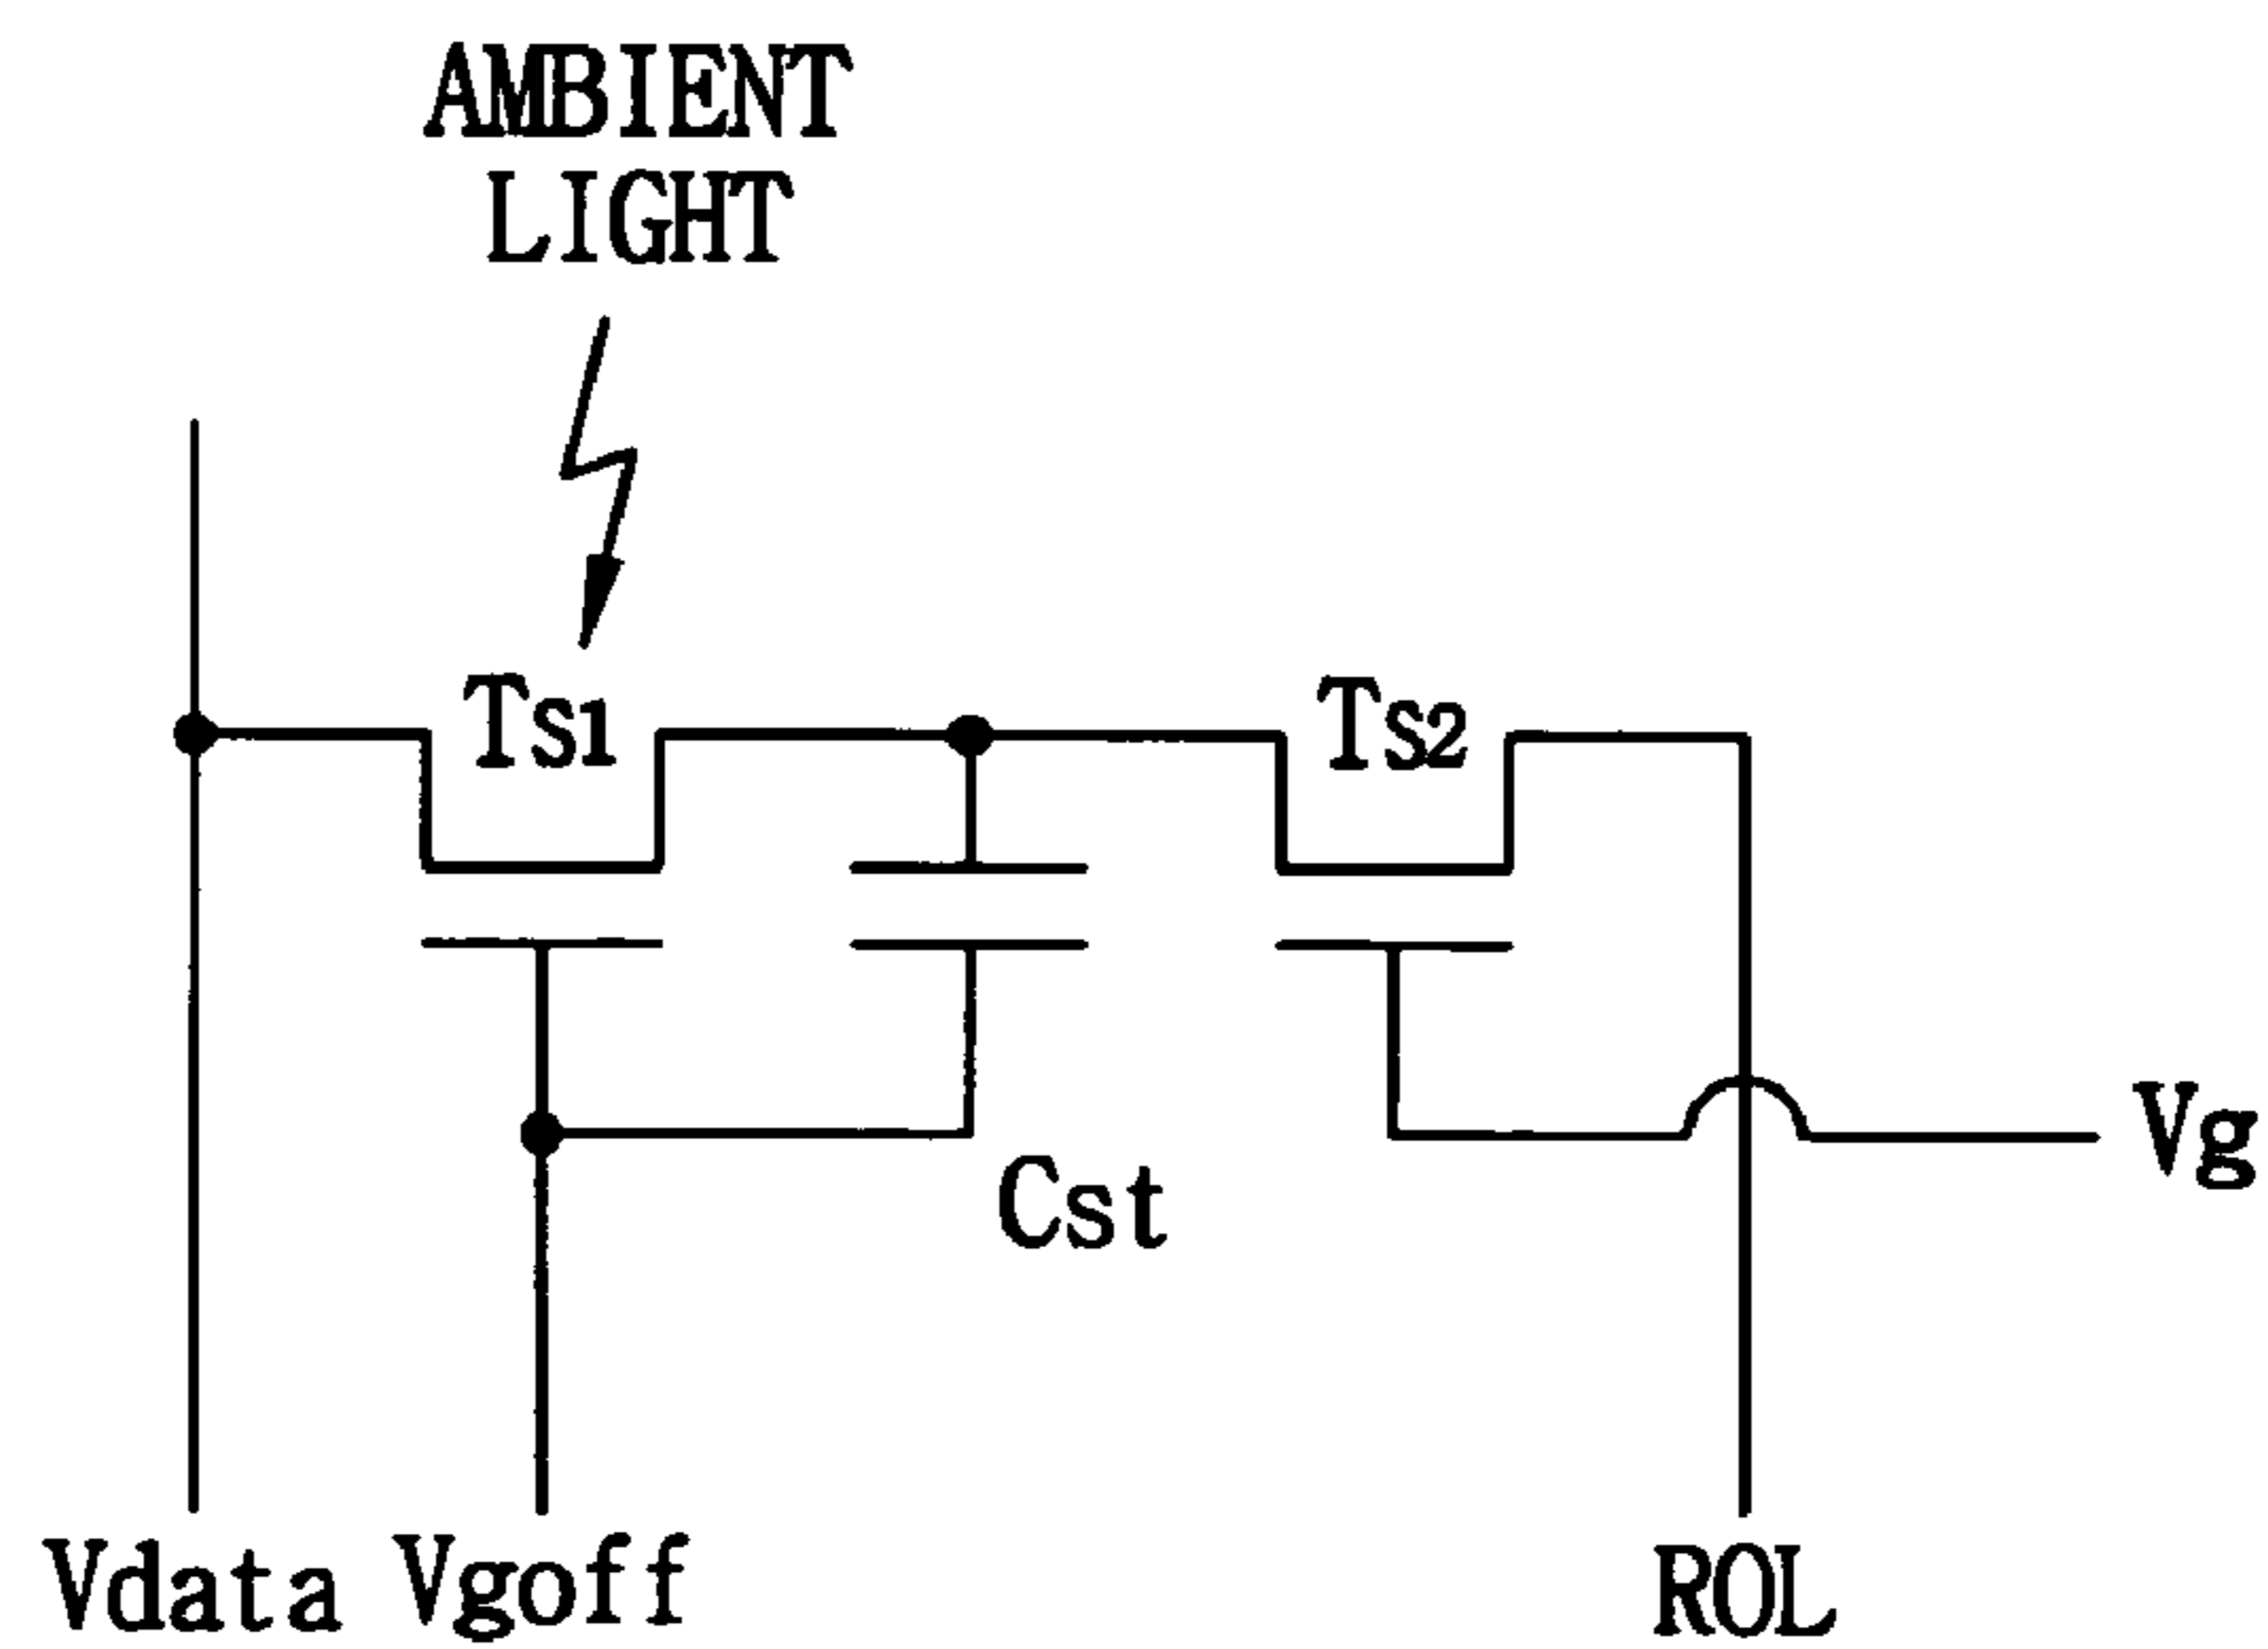 AMBIENT
LIGHT
Ts1
Ts2
Vg
Cst
Vdata
Vgoff
ROL